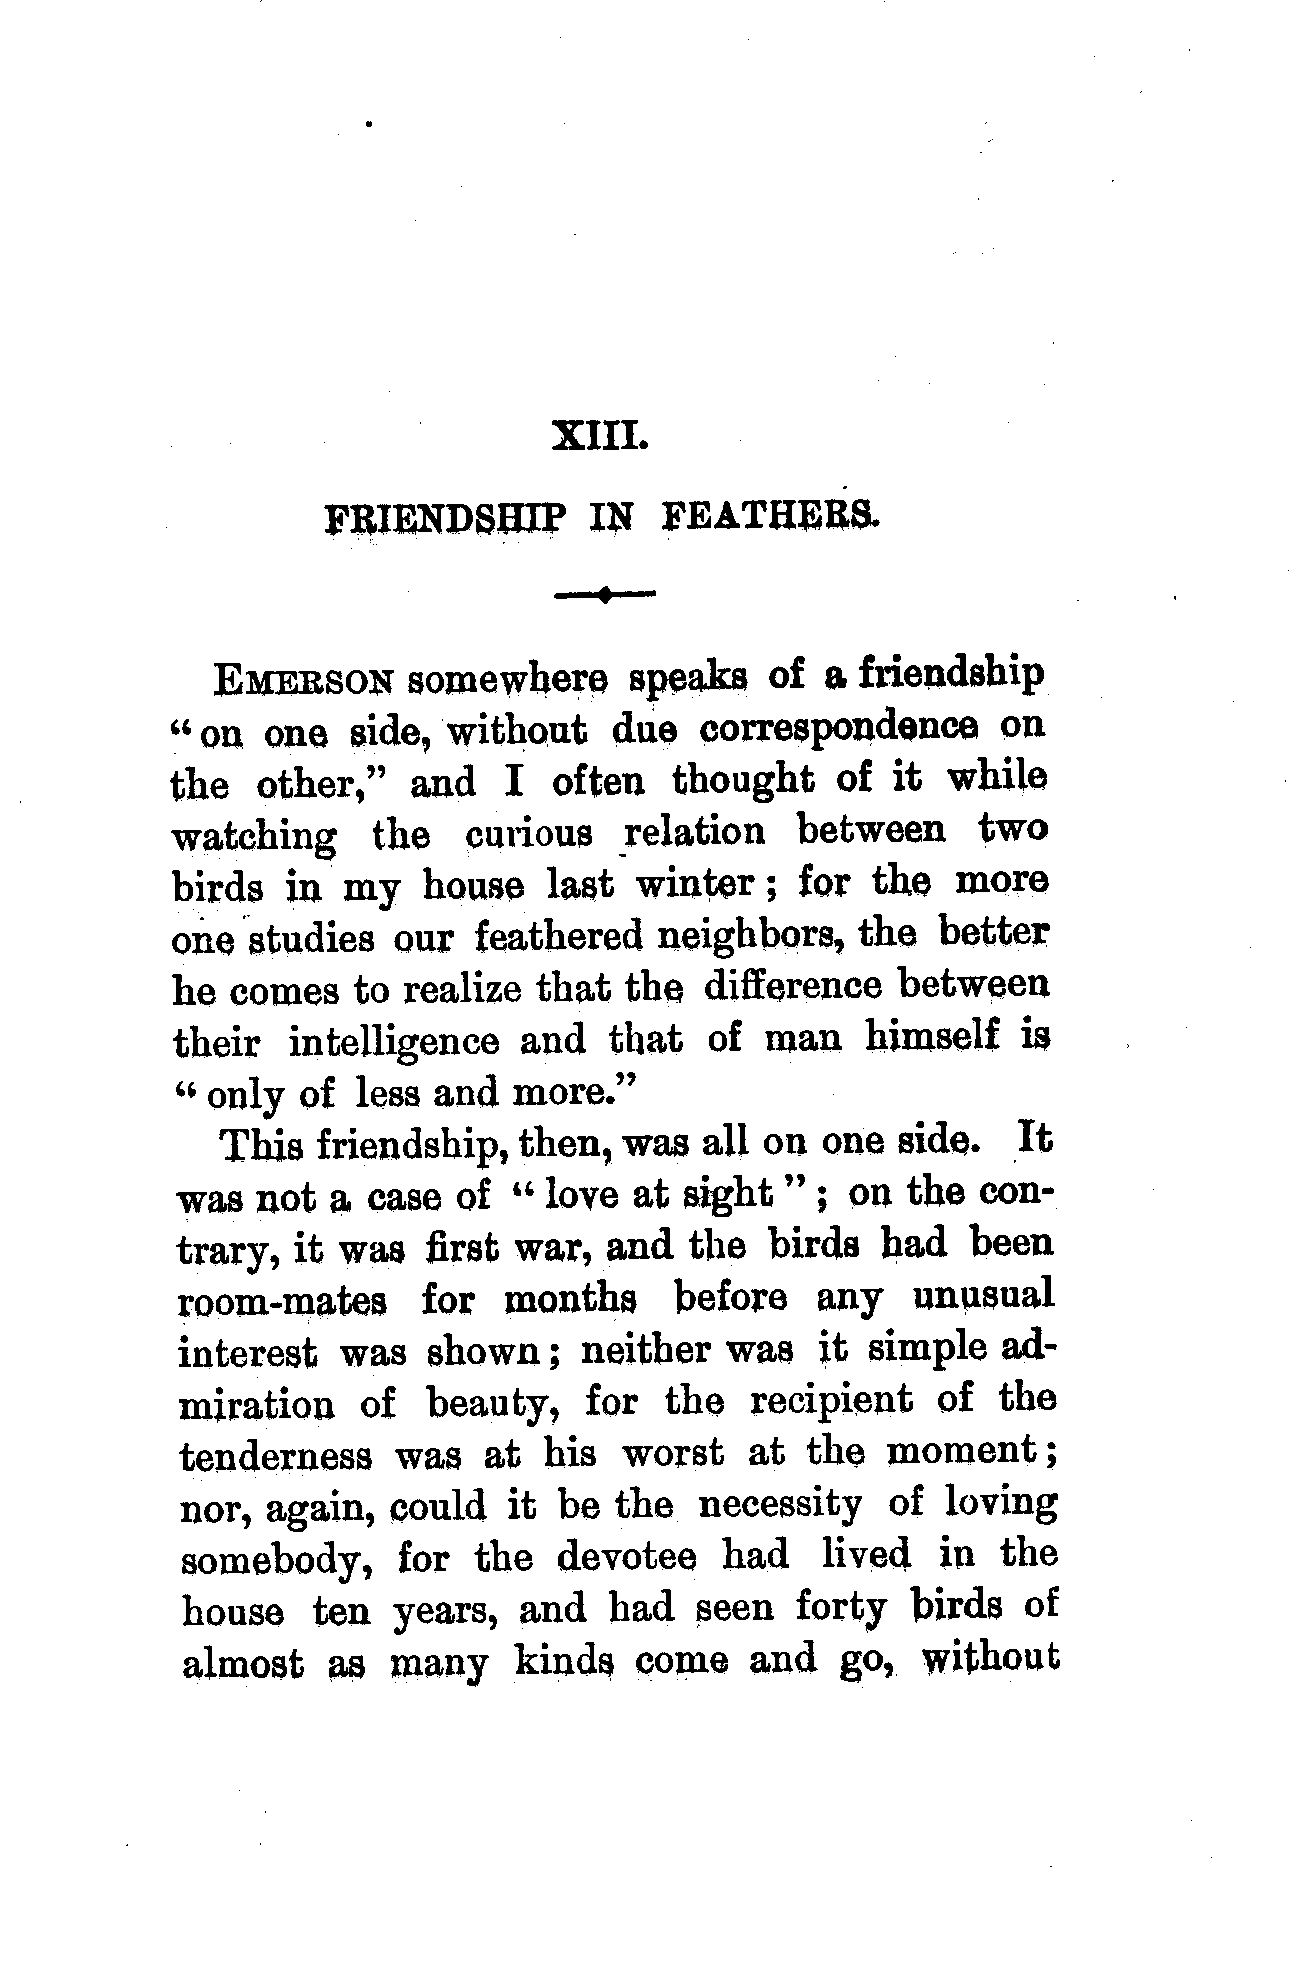 XIII.
FRIENDSHIP IN FEATHERS.
EMERSON somewhere speaks of a friendship
“on one side, without due correspondence on
the other,” and I often thought of it while
watching the curious relation between two
birds in my house last winter; for the more
one studies our feathered neighbors, the better
he comes to realize that the difference between
their intelligence and that of man himself is
“only of less and more.”
This friendship, then, was all on one side. It
was not a case of “love at sight”; on the con-
trary, it was first war, and the birds had been
room-mates for months before any unusual
interest was shown; neither was it simple ad-
miration of beauty, for the recipient of the
tenderness was at his worst at the moment;
nor, again, could it be the necessity of loving
somebody, for the devotee had lived in the
house ten years, and had seen forty birds of
almost as many kinds come and go, without